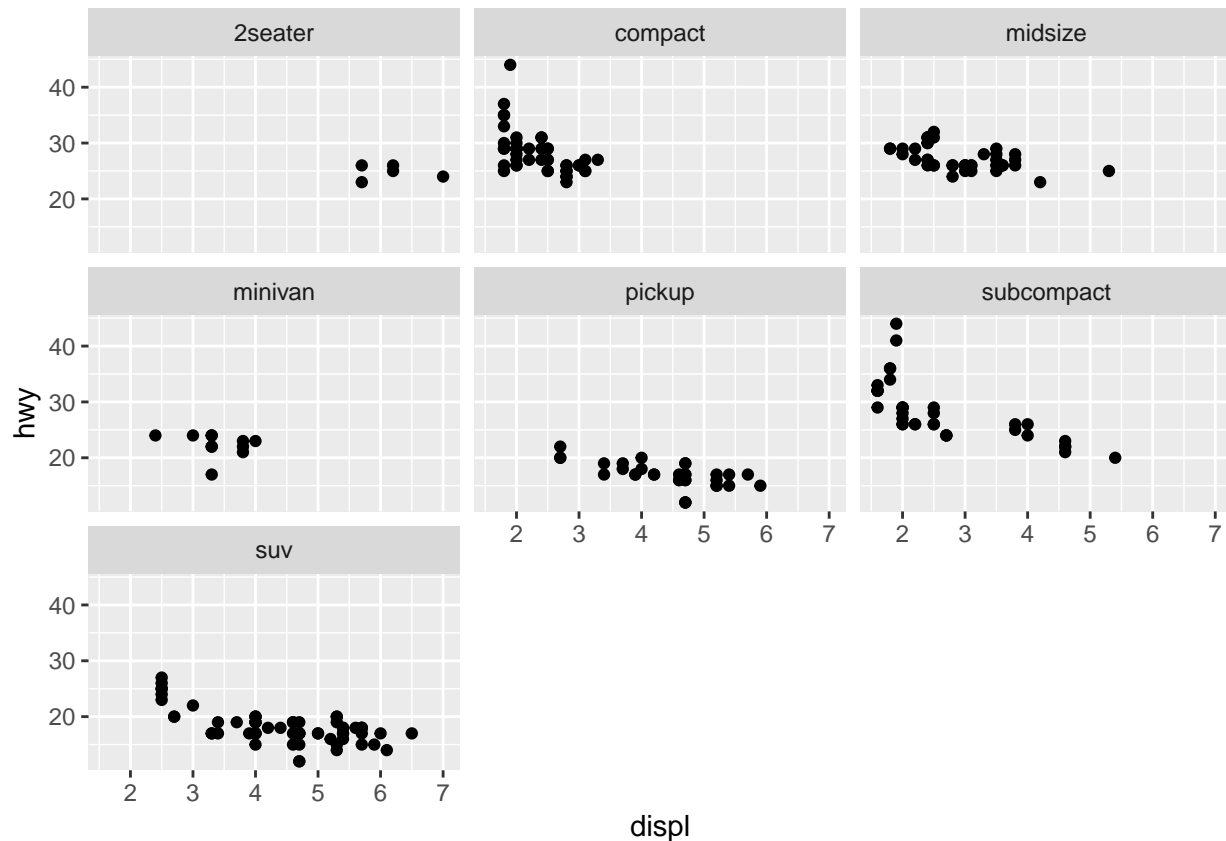 2seater compact midsize
40
30
20
minivan pickup subcompact
40
30
20
2 3 4 5 6 7 2 3 4 5 6 7
suv
40
30
20
2 3 4 5 6 7
hwy
displ